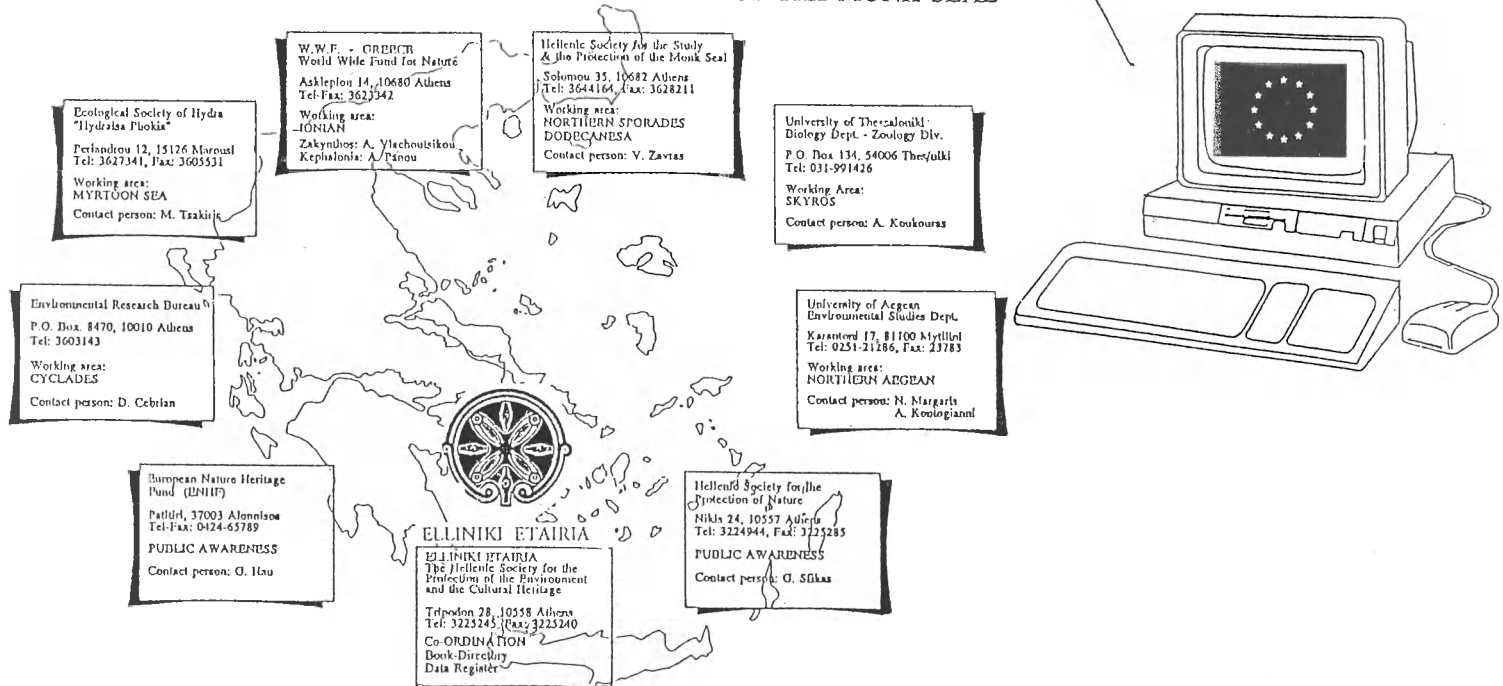 THE MONK SEALS
W.W.F. - GREECE
World Wide Fund for Nature
Asklepion 14, 10680 Athens
Tel-Fax: 3623342
Working area:
IONIAN
Zakynthos: A. Vlachoutsikou
Kephalonia: A. Panou
Hellenic Society for the Study
& the Protection of the Monk Seal
Solomou 35, 10682 Athens
Tel: 3644164, Fax: 3628211
Working area:
NORTHERN SPORADES
DODECANESA
Contact person: V. Zavras
Ecological Society of Hydra
"Hydraisa Phokia"
Periandrou 12, 15126 Marousi
Tel: 3627341, Fax: 3605531
Working area:
MYRTOON SEA
Contact person: M. Tsakiris
University of Thessaloniki
Biology Dept. - Zoology Div.
P.O. Box 134, 54006 Thes/niki
Tel: 031-991426
Working Area:
SKYROS
Contact person: A. Koukouras
Environmental Research Bureau
P.O. Box. 8470, 10010 Athens
Tel: 3603143
Working area:
CYCLADES
Contact person: D. Cebrian
University of Aegean
Environmental Studies Dept.
17, 81100 Mytilini
Tel: 0251-21286, Fax: 23783
Working area:
NORTHERN AEGEAN
Contact person: N. Margaris
A. Kontogianni
European Nature Heritage
Fund (ENHF)
Patitiri, 37003 Alonnisos
Tel-Fax: 0424-65789
PUBLIC AWARENESS
Contact person: G. Hau
ELLINIKI ETAIRIA
ELLINIKI ETAIRIA
The Hellenic Society for the
Protection of the Environment
and the Cultural Heritage
Tripodon 28, 10558 Athens
Tel: 3225245, Fax: 3225240
Co-ORDINATION
Book-Directory
Data Register
Hellenic Society for the
Protection of Nature
Nikis 24, 10557 Athens
Tel: 3224944, Fax: 3225285
PUBLIC AWARENESS
Contact person: G. Sfikas